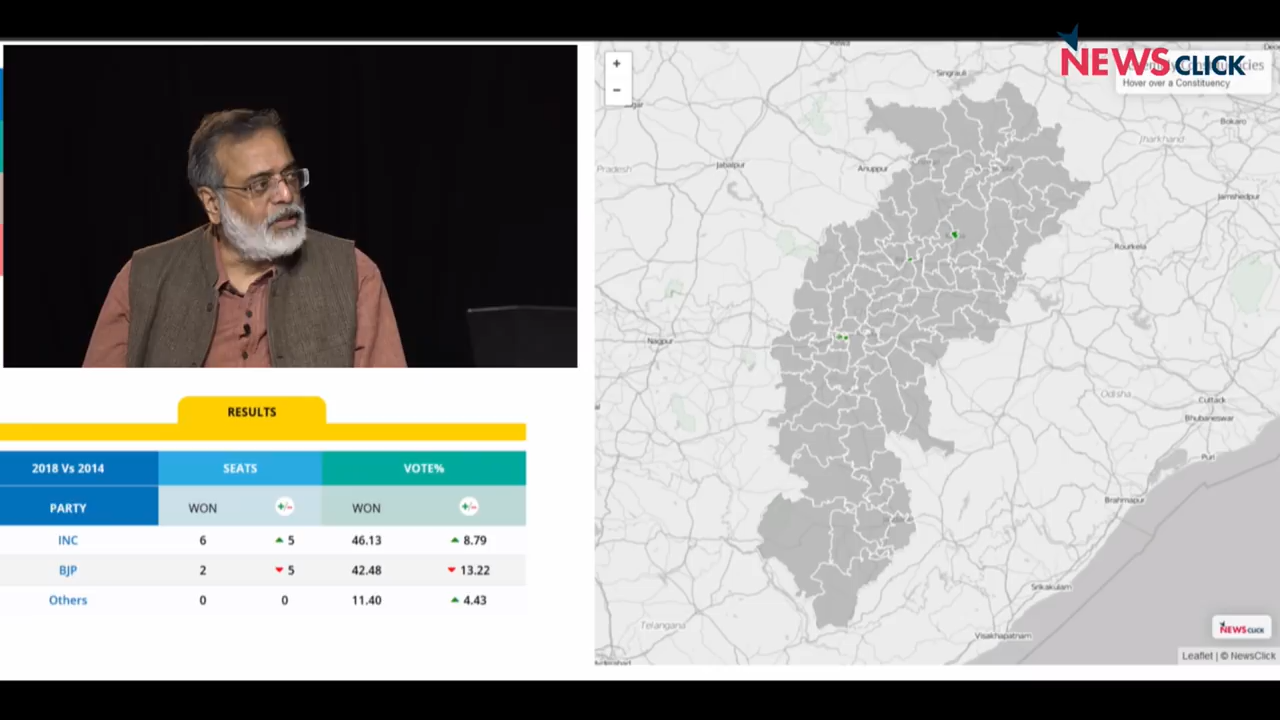 NEWSCLICK
Hover over a Constituency
+
−
Singrauli
Bokaro
Jharkhand
Pradesh
Jabalpur
Anuppur
Jamshedpur
Rourkela
Nagpur
Odisha
Cuttack
Bhubaneswar
Puri
Brahmapur
Srikakulam
Telangana
Visakhapatnam
NEWSCLICK
Leaflet | © NewsClick
RESULTS
2018 Vs 2014 SEATS VOTE%
PARTY WON +/- WON +/-
INC 6 ▲ 5 46.13 ▲ 8.79
BJP 2 ▼ 5 42.48 ▼ 13.22
Others 0 0 11.40 ▲ 4.43